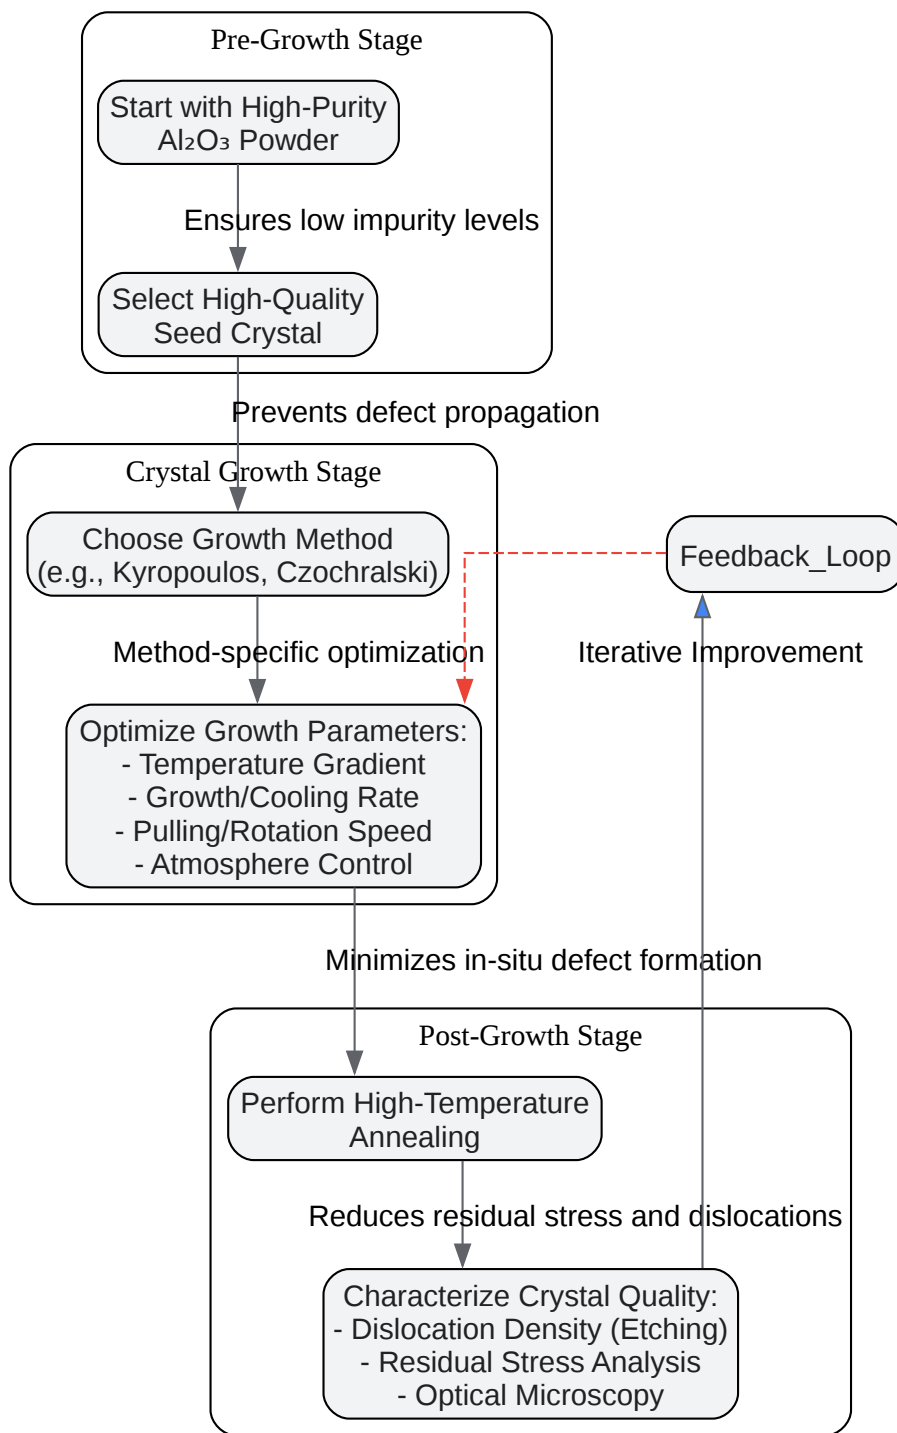 Pre-Growth Stage
Start with High-Purity
Al₂O₃ Powder
Ensures low impurity levels
Select High-Quality
Seed Crystal
Prevents defect propagation
Crystal Growth Stage
Choose Growth Method
(e.g., Kyropoulos, Czochralski)
Feedback_Loop
Method-specific optimization
Iterative Improvement
Optimize Growth Parameters:
- Temperature Gradient
- Growth/Cooling Rate
- Pulling/Rotation Speed
- Atmosphere Control
Minimizes in-situ defect formation
Post-Growth Stage
Perform High-Temperature
Annealing
Reduces residual stress and dislocations
Characterize Crystal Quality:
- Dislocation Density (Etching)
- Residual Stress Analysis
- Optical Microscopy